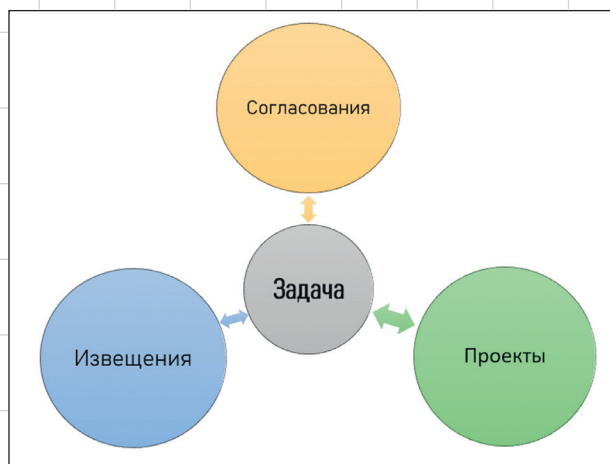 Согласования
Задача
Извещения
Проекты